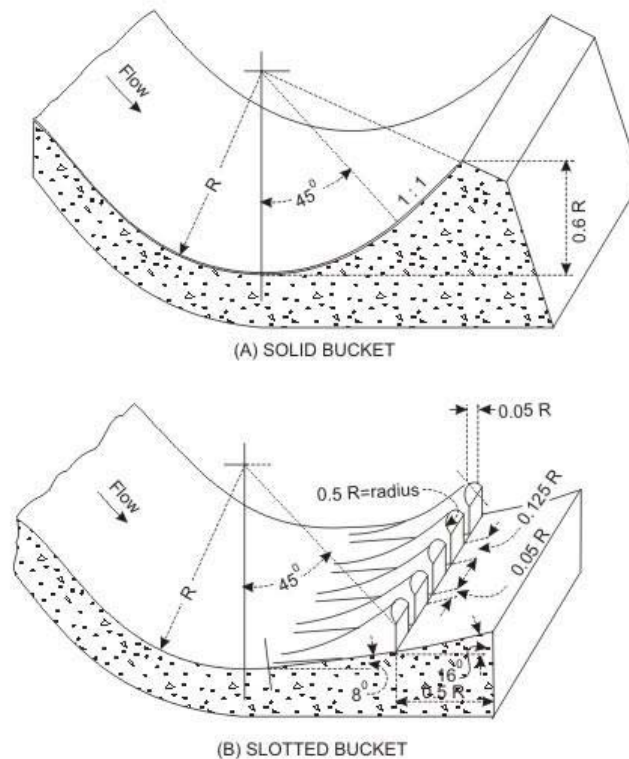 Flow
R
45⁰
1 : 1
0.6 R
(A) SOLID BUCKET
0.05 R
0.5 R=radius
Flow
0.125 R
0.05 R
R
45⁰
8⁰
16⁰
0.5 R
(B) SLOTTED BUCKET